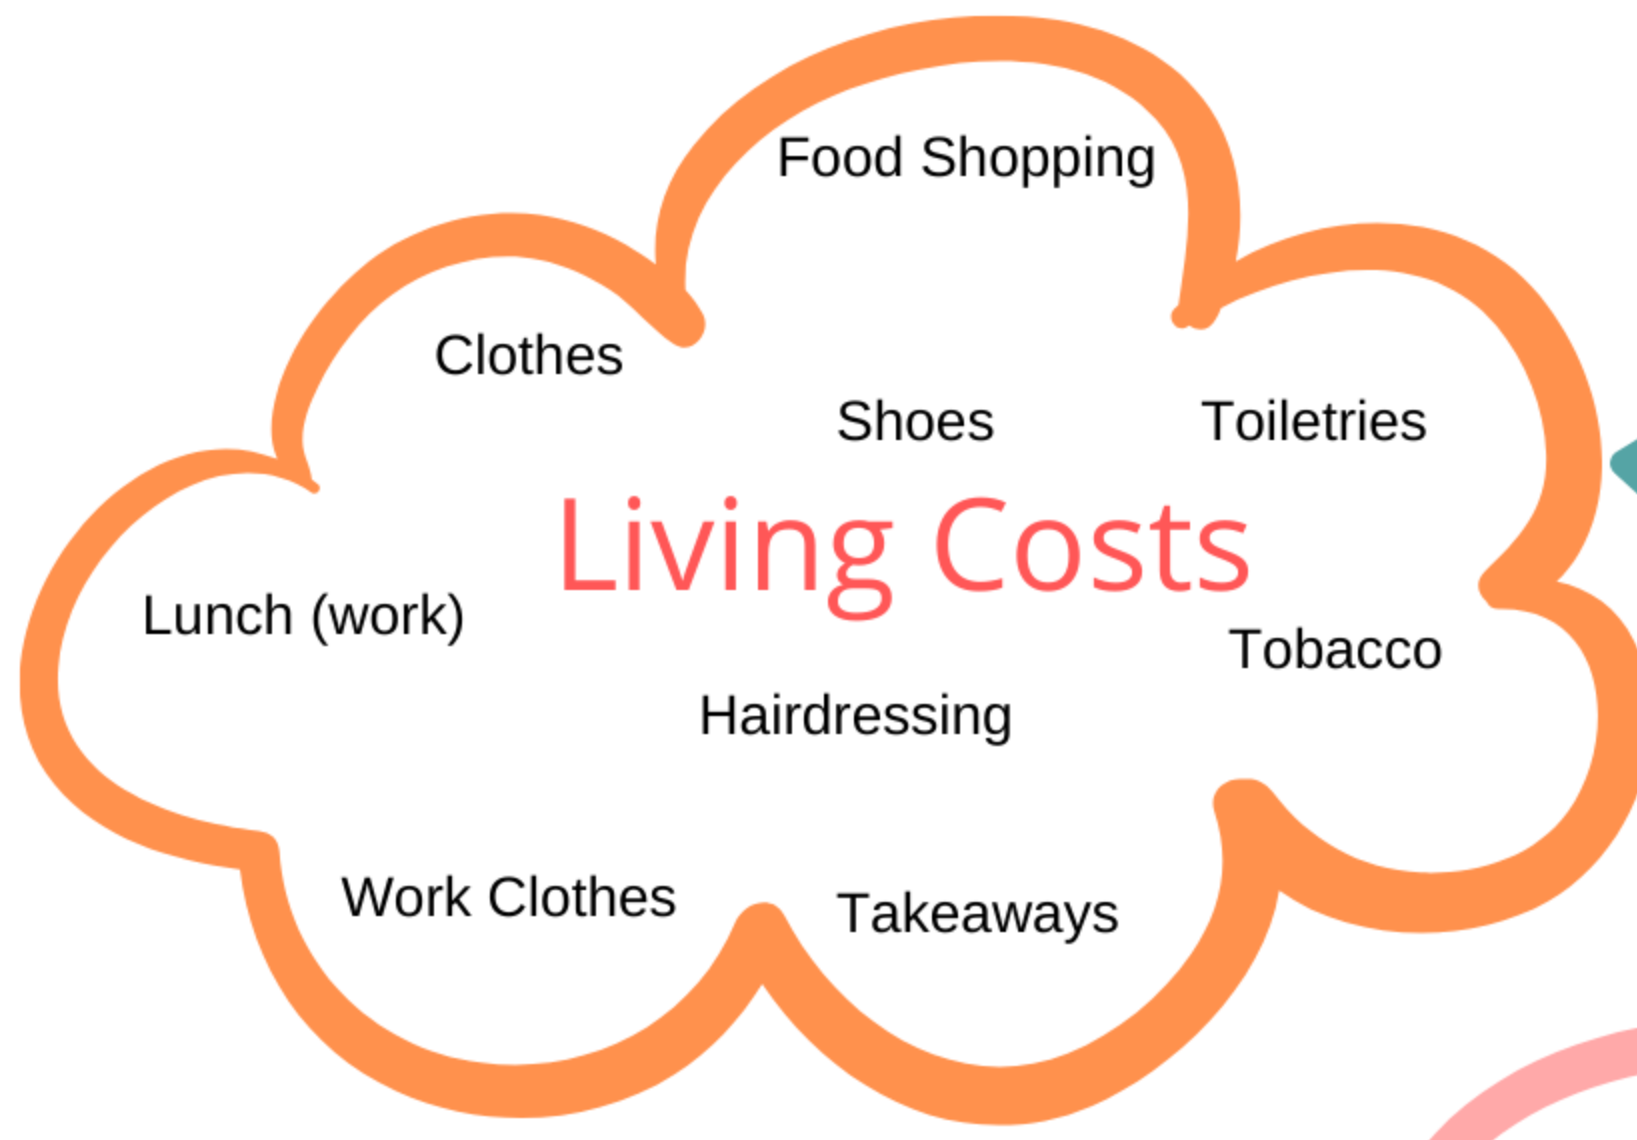 Food Shopping
Clothes
Shoes
Toiletries
Living Costs
Lunch (work)
Tobacco
Hairdressing
Work Clothes
Takeaways